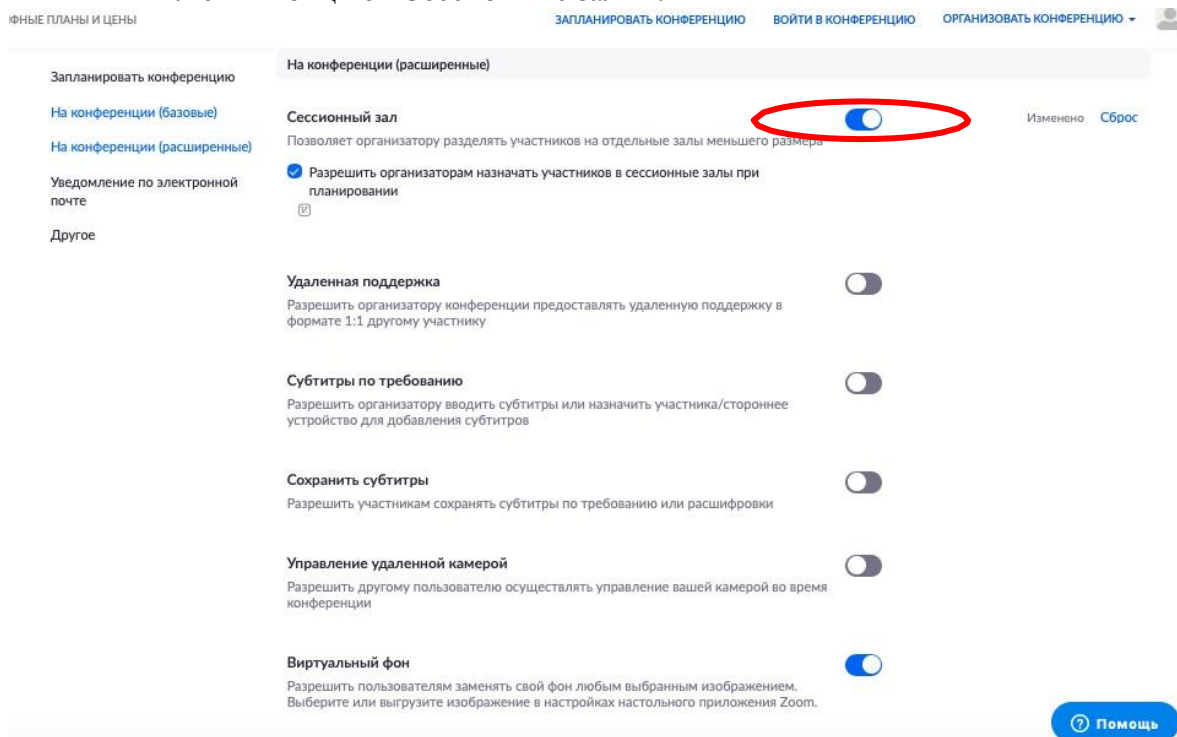 ФНЫЕ ПЛАНЫ И ЦЕНЫ
ЗАПЛАНИРОВАТЬ КОНФЕРЕНЦИЮ
ВОЙТИ В КОНФЕРЕНЦИЮ
ОРГАНИЗОВАТЬ КОНФЕРЕНЦИЮ
Запланировать конференцию
На конференции (базовые)
На конференции (расширенные)
Уведомление по электронной
почте
Другое
На конференции (расширенные)
Сессионный зал
Изменено Сброс
Позволяет организатору разделять участников на отдельные залы меньшего размера
Разрешить организаторам назначать участников в сессионные залы при
планировании
Удаленная поддержка
Разрешить организатору конференции предоставлять удаленную поддержку в
формате 1:1 другому участнику
Субтитры по требованию
Разрешить организатору вводить субтитры или назначить участника/стороннее
устройство для добавления субтитров
Сохранить субтитры
Разрешить участникам сохранять субтитры по требованию или расшифровки
Управление удаленной камерой
Разрешить другому пользователю осуществлять управление вашей камерой во время
конференции
Виртуальный фон
Разрешить пользователям заменять свой фон любым выбранным изображением.
Выберите или выгрузите изображение в настройках настольного приложения Zoom.
Помощь